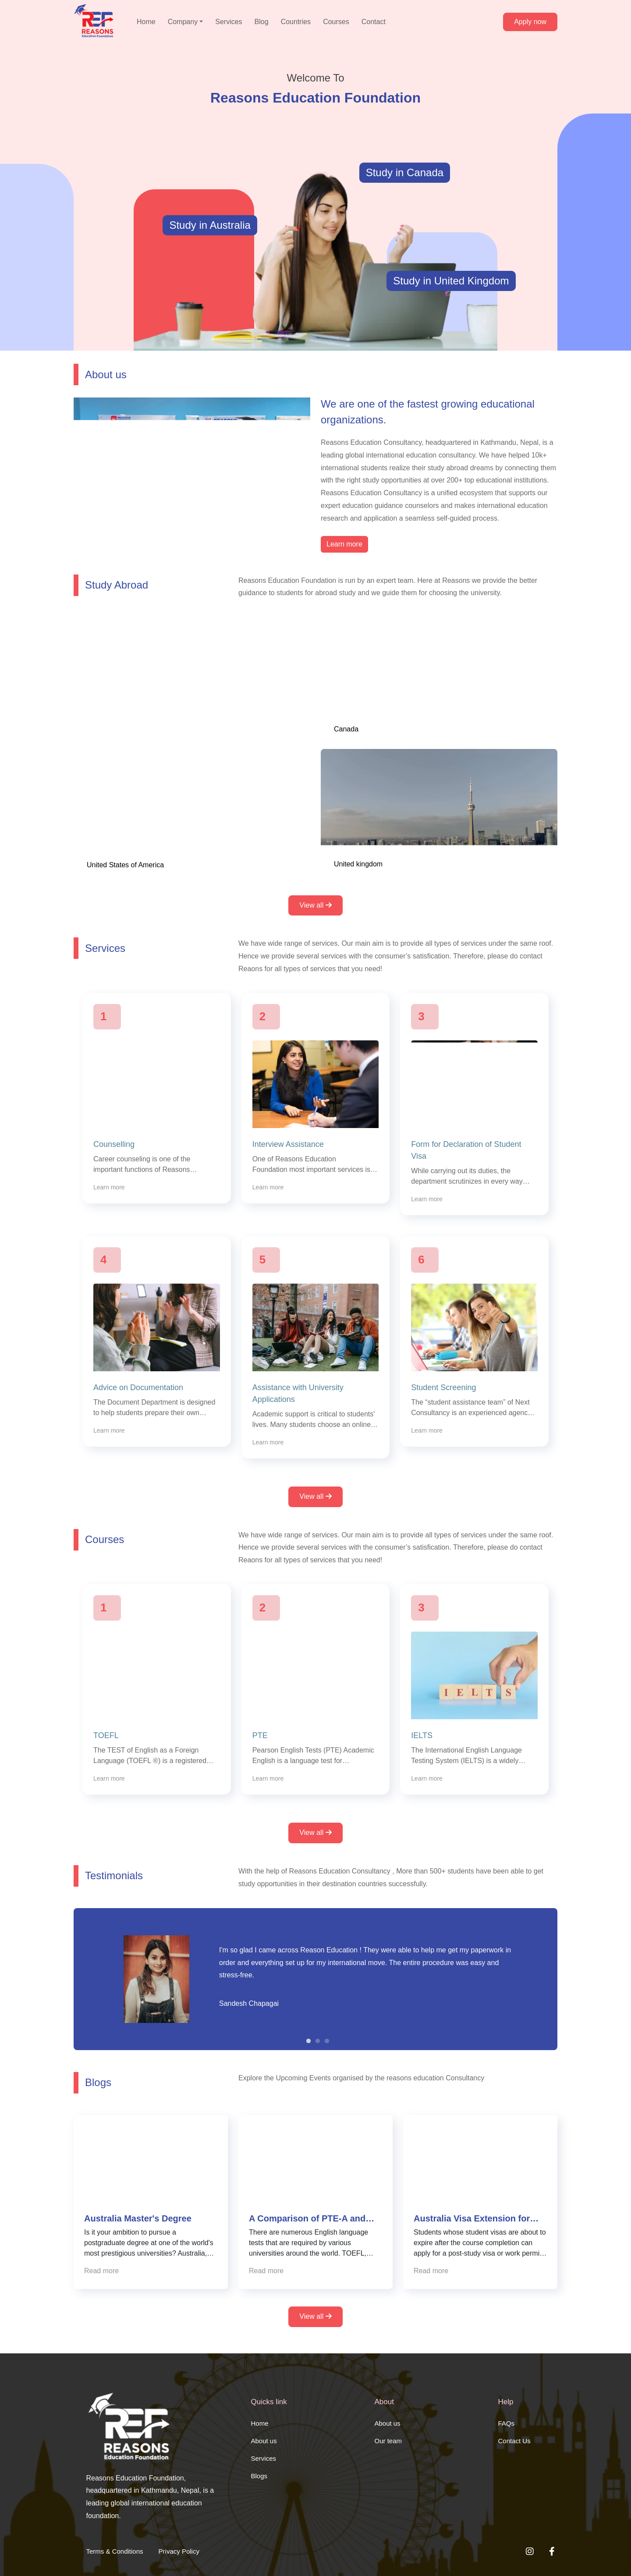 REF
REASONS
Education Foundation
Home
Company
Services
Blog
Countries
Courses
Contact
Apply now
Welcome To
Reasons Education Foundation
Study in Canada
Study in Australia
Study in United Kingdom
About us
We are one of the fastest growing educational
organizations.
Reasons Education Consultancy, headquartered in Kathmandu, Nepal, is a
leading global international education consultancy. We have helped 10k+
international students realize their study abroad dreams by connecting them
with the right study opportunities at over 200+ top educational institutions.
Reasons Education Consultancy is a unified ecosystem that supports our
expert education guidance counselors and makes international education
research and application a seamless self-guided process.
Learn more
Study Abroad
Reasons Education Foundation is run by an expert team. Here at Reasons we provide the better
guidance to students for abroad study and we guide them for choosing the university.
Canada
United States of America
United kingdom
View all →
Services
We have wide range of services. Our main aim is to provide all types of services under the same roof.
Hence we provide several services with the consumer's satisfication. Therefore, please do contact
Reaons for all types of services that you need!
1
Counselling
Career counseling is one of the
important functions of Reasons…
Learn more
2
Interview Assistance
One of Reasons Education
Foundation most important services is…
Learn more
3
Form for Declaration of Student
Visa
While carrying out its duties, the
department scrutinizes in every way…
Learn more
4
Advice on Documentation
The Document Department is designed
to help students prepare their own…
Learn more
5
Assistance with University
Applications
Academic support is critical to students'
lives. Many students choose an online…
Learn more
6
Student Screening
The “student assistance team” of Next
Consultancy is an experienced agenc…
Learn more
View all →
Courses
We have wide range of services. Our main aim is to provide all types of services under the same roof.
Hence we provide several services with the consumer's satisfication. Therefore, please do contact
Reaons for all types of services that you need!
1
TOEFL
The TEST of English as a Foreign
Language (TOEFL ®) is a registered…
Learn more
2
PTE
Pearson English Tests (PTE) Academic
English is a language test for…
Learn more
3
IELTS
IELTS
The International English Language
Testing System (IELTS) is a widely…
Learn more
View all →
Testimonials
With the help of Reasons Education Consultancy , More than 500+ students have been able to get
study opportunities in their destination countries successfully.
I'm so glad I came across Reason Education ! They were able to help me get my paperwork in
order and everything set up for my international move. The entire procedure was easy and
stress-free.
Sandesh Chapagai
Blogs
Explore the Upcoming Events organised by the reasons education Consultancy
Australia Master's Degree
Is it your ambition to pursue a
postgraduate degree at one of the world's
most prestigious universities? Australia,…
Read more
A Comparison of PTE-A and…
There are numerous English language
tests that are required by various
universities around the world. TOEFL,…
Read more
Australia Visa Extension for…
Students whose student visas are about to
expire after the course completion can
apply for a post-study visa or work permi…
Read more
View all →
REF
REASONS
Education Foundation
Reasons Education Foundation,
headquartered in Kathmandu, Nepal, is a
leading global international education
foundation.
Quicks link
Home
About us
Services
Blogs
About
About us
Our team
Help
FAQs
Contact Us
Terms & Conditions
Privacy Policy